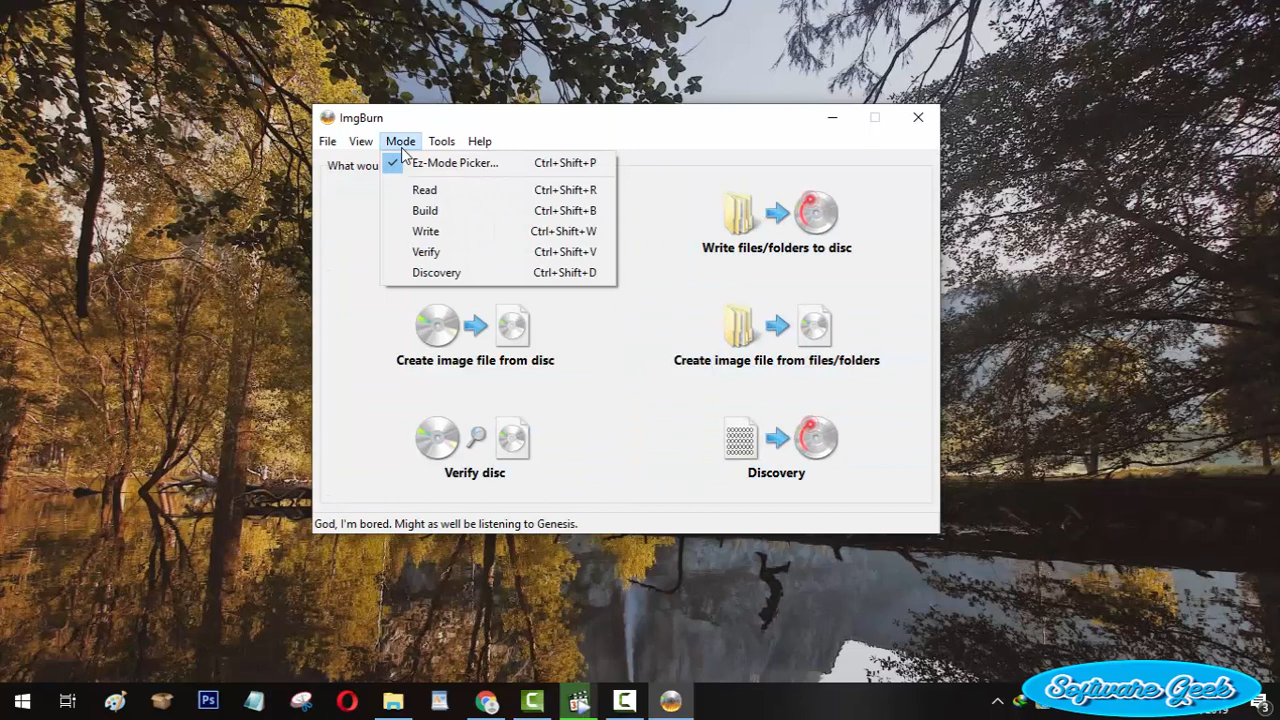 ImgBurn
File View Mode Tools Help
What wou
Ez-Mode Picker... Ctrl+Shift+P
Read Ctrl+Shift+R
Build Ctrl+Shift+B
Write Ctrl+Shift+W
Verify Ctrl+Shift+V
Discovery Ctrl+Shift+D
Write files/folders to disc
Create image file from disc
Create image file from files/folders
Verify disc
Discovery
God, I'm bored. Might as well be listening to Genesis.
Ps
Software Geek
3